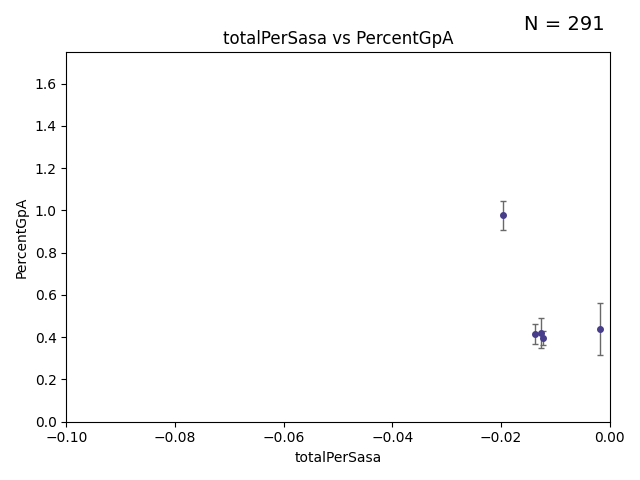 N = 291
totalPerSasa vs PercentGpA
1.6
1.4
1.2
1.0
0.8
0.6
0.4
0.2
0.0
PercentGpA
−0.10 −0.08 −0.06 −0.04 −0.02 0.00
totalPerSasa